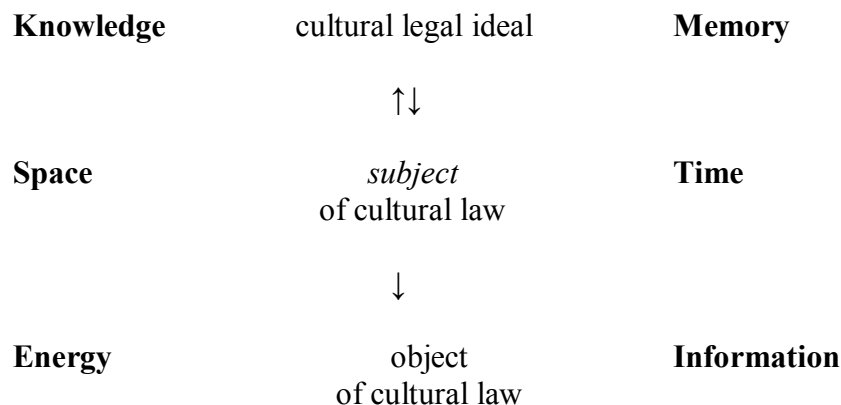 Knowledge cultural legal ideal Memory
↑↓
Space subject Time
of cultural law
↓
Energy object Information
of cultural law